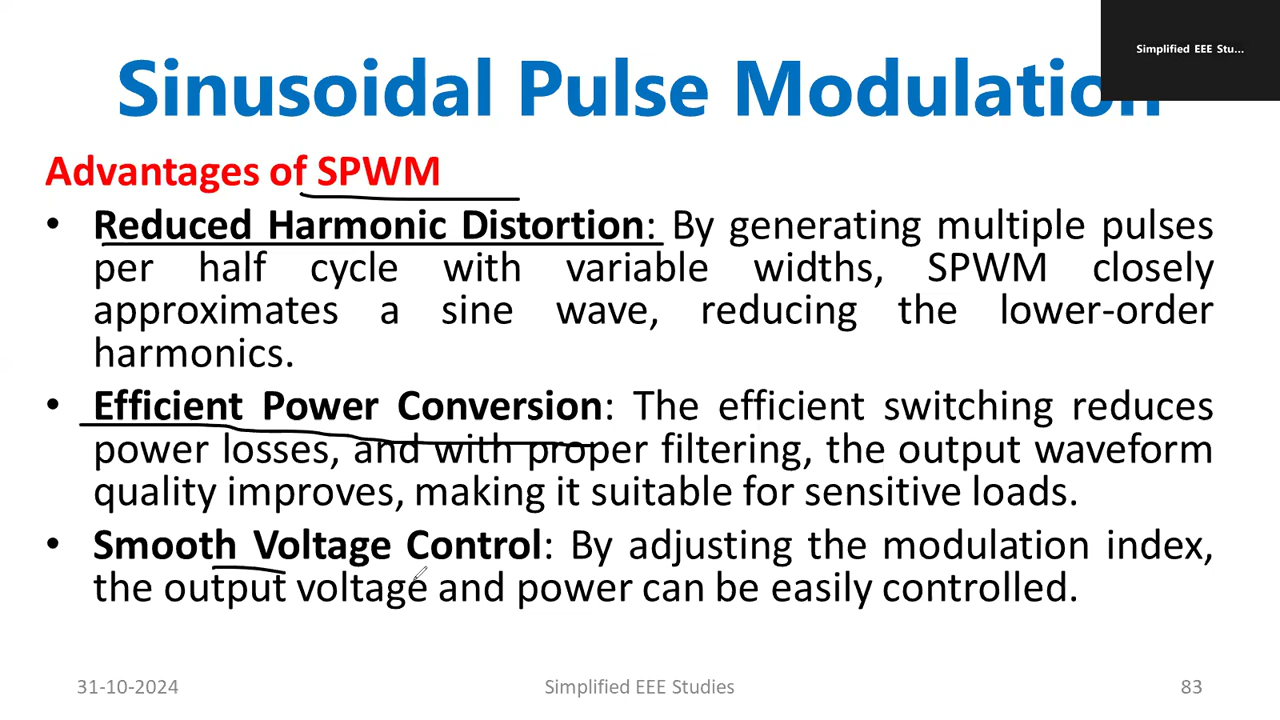 Simplified EEE Stu...
Sinusoidal Pulse Modulation
Advantages of SPWM
• Reduced Harmonic Distortion: By generating multiple pulses
per half cycle with variable widths, SPWM closely
approximates a sine wave, reducing the lower-order
harmonics.
• Efficient Power Conversion: The efficient switching reduces
power losses, and with proper filtering, the output waveform
quality improves, making it suitable for sensitive loads.
• Smooth Voltage Control: By adjusting the modulation index,
the output voltage and power can be easily controlled.
31-10-2024 Simplified EEE Studies 83